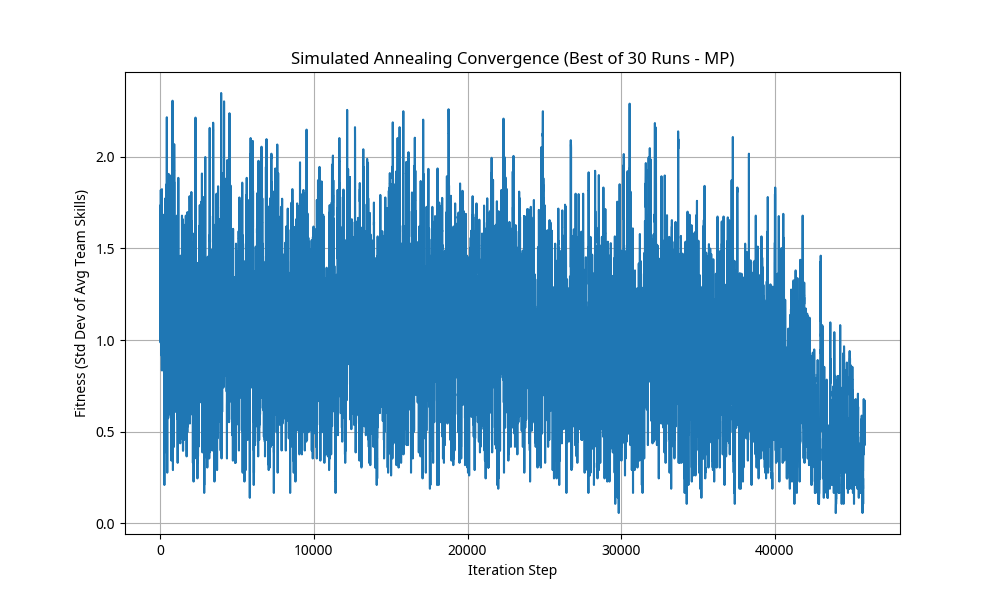 Simulated Annealing Convergence (Best of 30 Runs - MP)
Fitness (Std Dev of Avg Team Skills)
2.0
1.5
1.0
0.5
0.0
0 10000 20000 30000 40000
Iteration Step